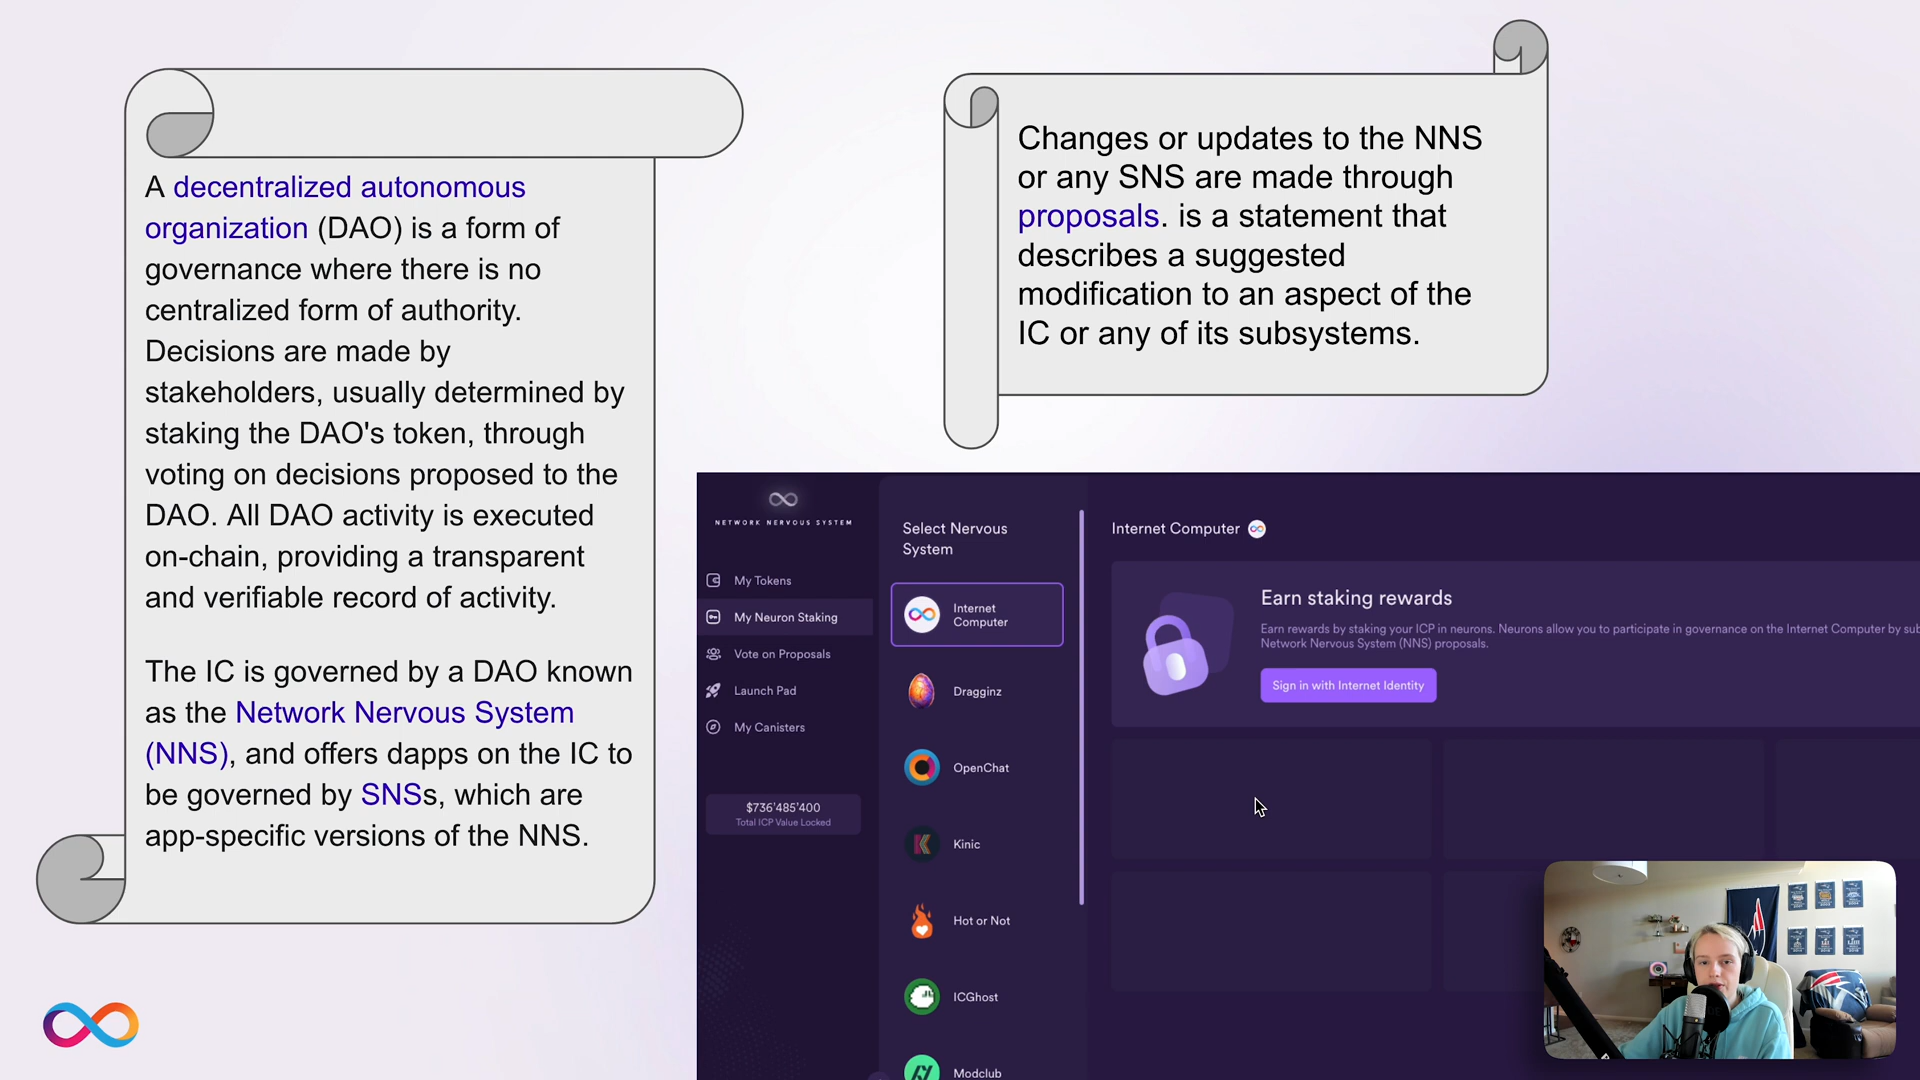 A decentralized autonomous
organization (DAO) is a form of
governance where there is no
centralized form of authority.
Decisions are made by
stakeholders, usually determined by
staking the DAO's token, through
voting on decisions proposed to the
DAO. All DAO activity is executed
on-chain, providing a transparent
and verifiable record of activity.
The IC is governed by a DAO known
as the Network Nervous System
(NNS), and offers dapps on the IC to
be governed by SNSs, which are
app-specific versions of the NNS.
Changes or updates to the NNS
or any SNS are made through
proposals. is a statement that
describes a suggested
modification to an aspect of the
IC or any of its subsystems.
NETWORK NERVOUS SYSTEM
My Tokens
My Neuron Staking
Vote on Proposals
Launch Pad
My Canisters
$736'485'400
Total ICP Value Locked
Select Nervous
System
Internet
Computer
Dragginz
OpenChat
Kinic
Hot or Not
ICGhost
Modclub
Internet Computer
Earn staking rewards
Earn rewards by staking your ICP in neurons. Neurons allow you to participate in governance on the Internet Computer by su
Network Nervous System (NNS) proposals.
Sign in with Internet Identity